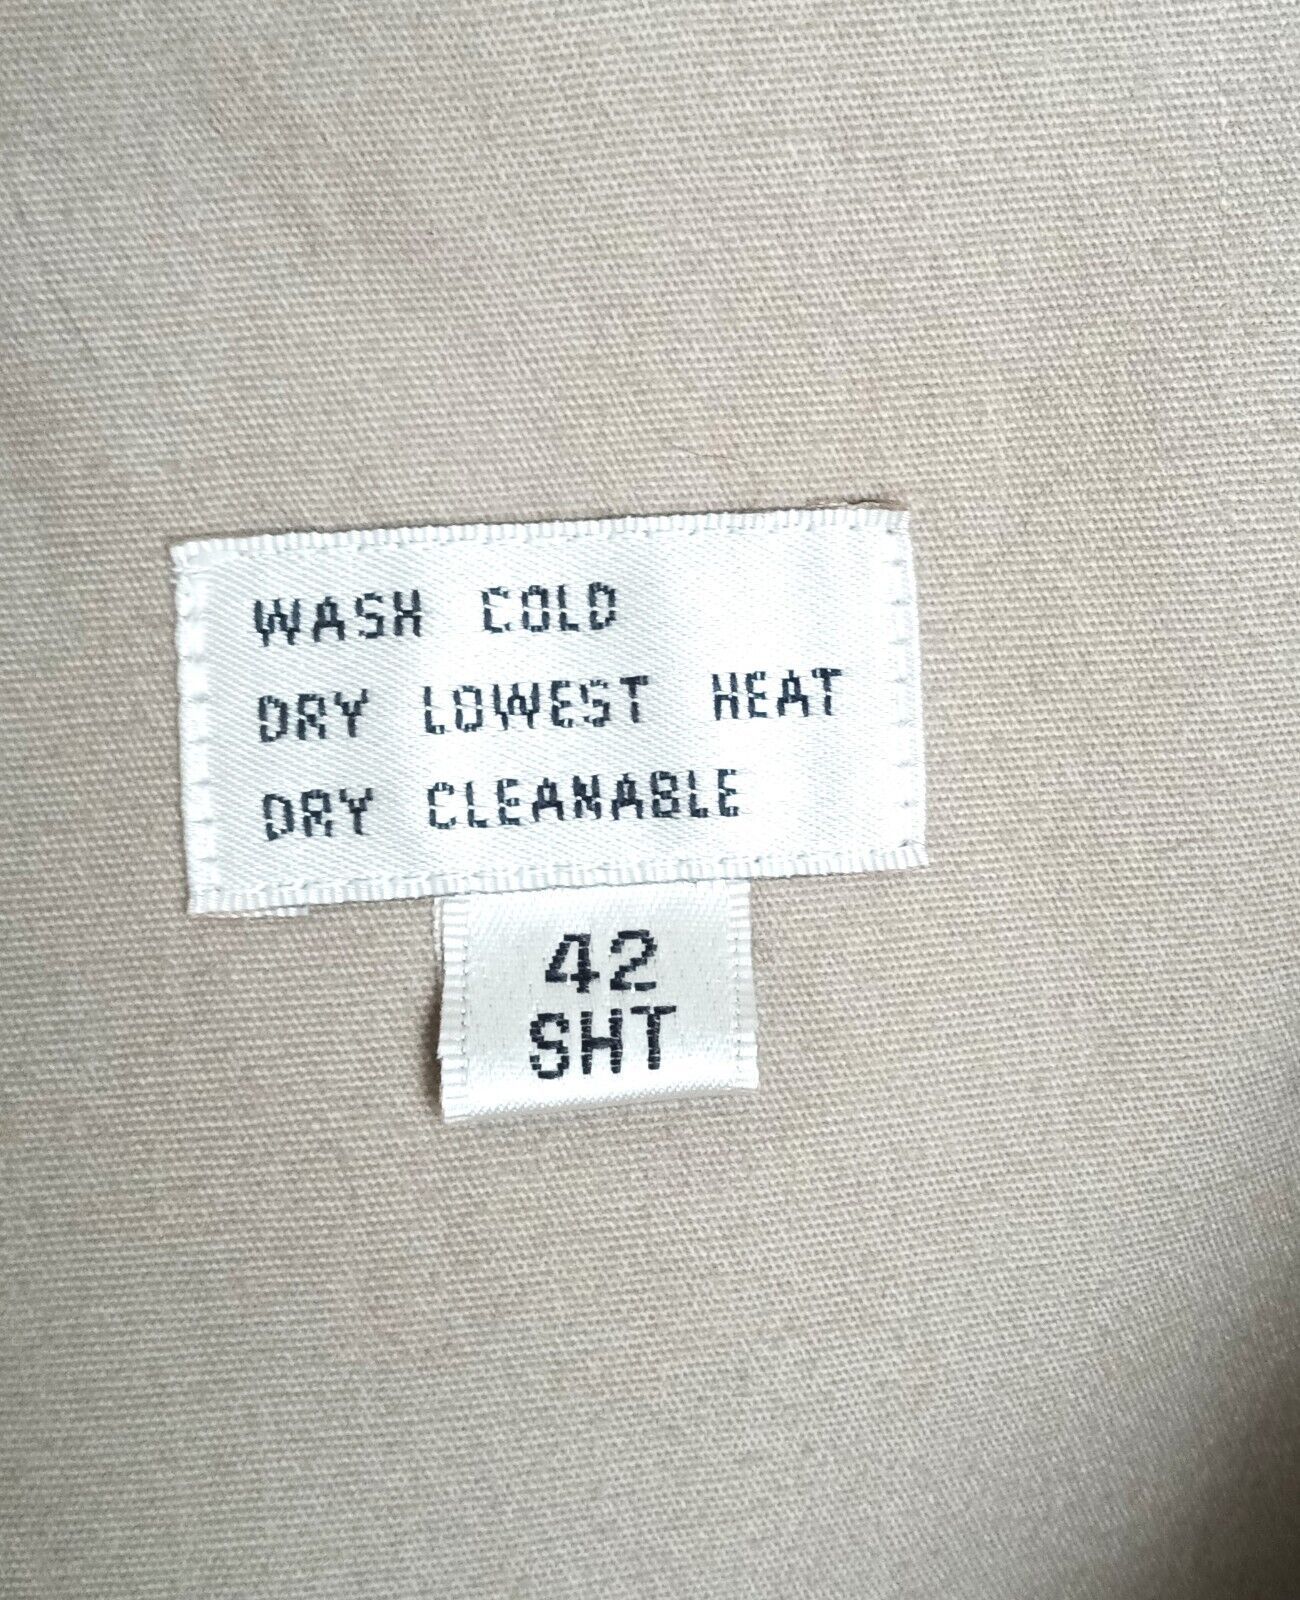 WASH COLD
DRY LOWEST HEAT
DRY CLEANABLE
42
SHT